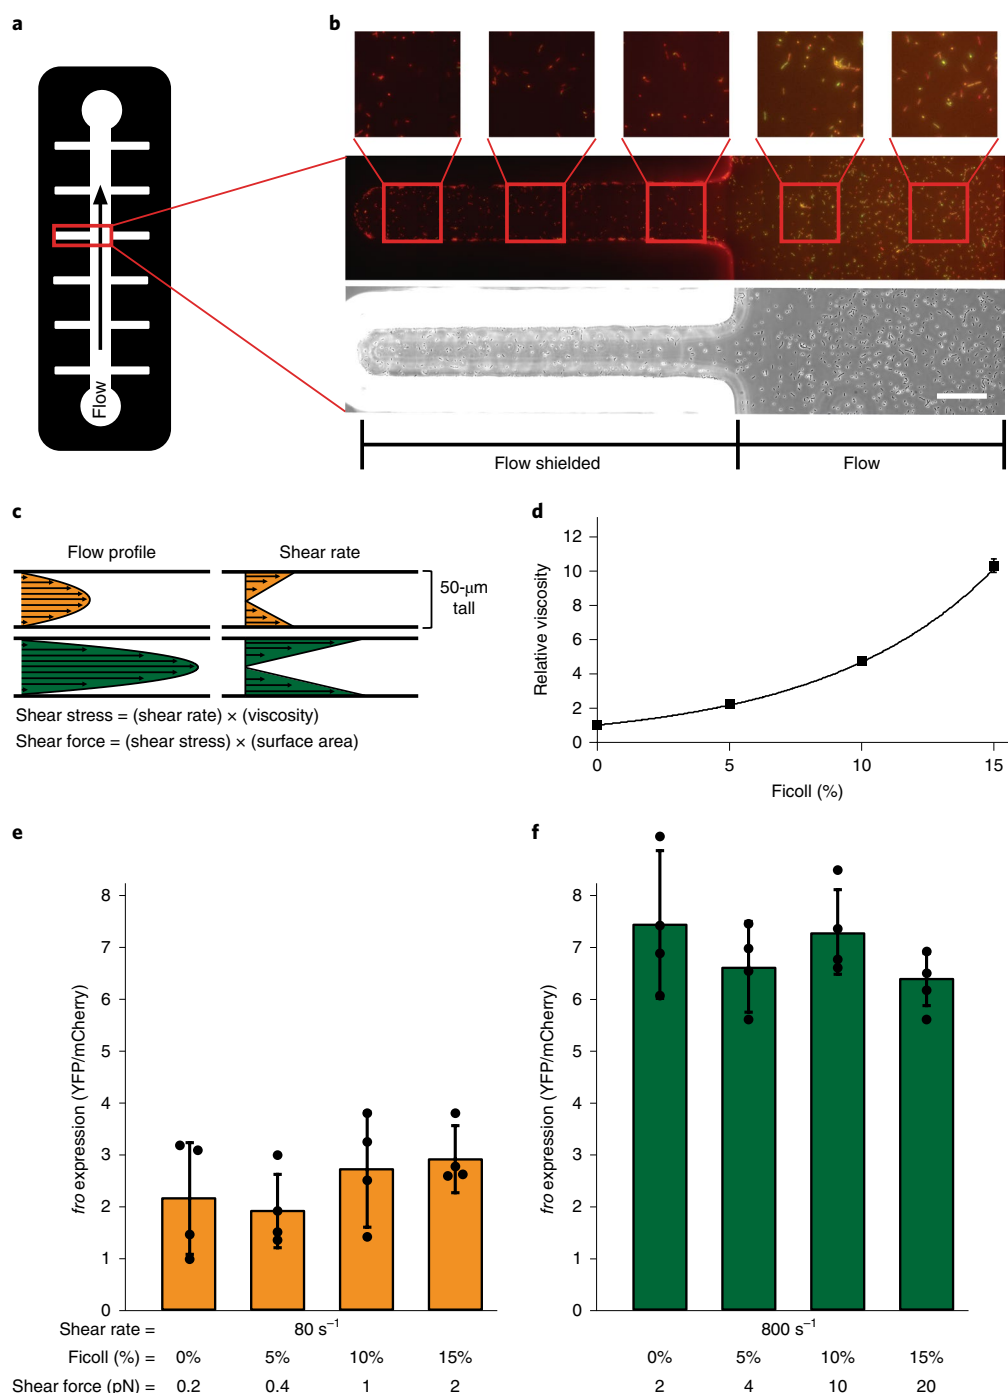 a
Flow
b
Flow shielded
Flow
c
Flow profile
Shear rate
50-μm
tall
Shear stress = (shear rate) × (viscosity)
Shear force = (shear stress) × (surface area)
d
Relative viscosity
12
10
8
6
4
2
0
0
5
10
15
Ficoll (%)
e
fro expression (YFP/mCherry)
8
7
6
5
4
3
2
1
0
Shear rate =
80 s⁻¹
Ficoll (%) =
0%
5%
10%
15%
Shear force (pN) =
0.2
0.4
1
2
f
fro expression (YFP/mCherry)
8
7
6
5
4
3
2
1
0
800 s⁻¹
0%
5%
10%
15%
2
4
10
20